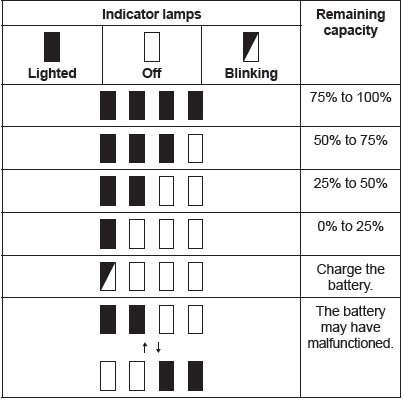 Indicator lamps
Remaining
capacity
Lighted
Off
Blinking
75% to 100%
50% to 75%
25% to 50%
0% to 25%
Charge the
battery.
The battery
may have
malfunctioned.